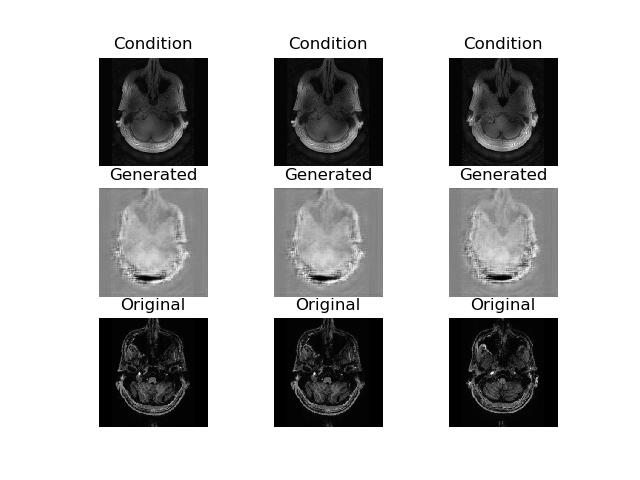 Condition Condition Condition
Generated Generated Generated
Original Original Original